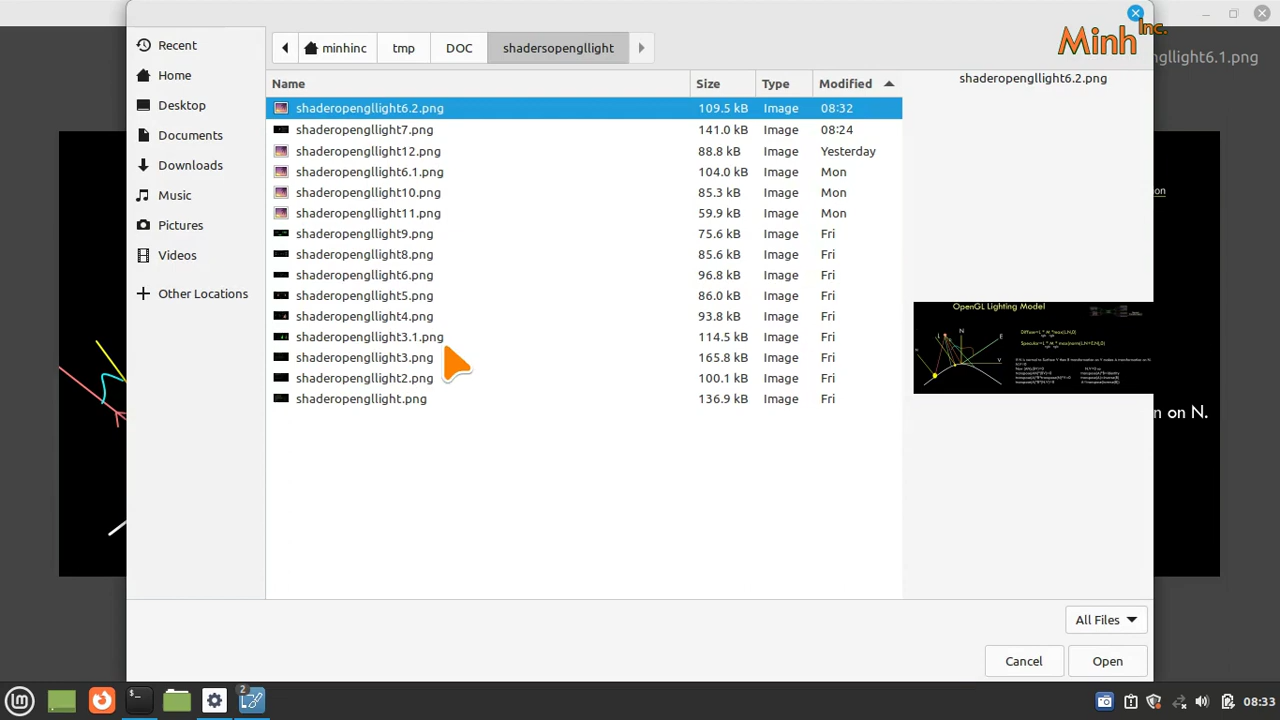 Minh Inc.
gllight6.1.png
Recent
Home
Desktop
Documents
Downloads
Music
Pictures
Videos
Other Locations
minhinc tmp DOC shadersopengllight
Name Size Type Modified
shaderopengllight6.2.png 109.5 kB Image 08:32
shaderopengllight7.png 141.0 kB Image 08:24
shaderopengllight12.png 88.8 kB Image Yesterday
shaderopengllight6.1.png 104.0 kB Image Mon
shaderopengllight10.png 85.3 kB Image Mon
shaderopengllight11.png 59.9 kB Image Mon
shaderopengllight9.png 75.6 kB Image Fri
shaderopengllight8.png 85.6 kB Image Fri
shaderopengllight6.png 96.8 kB Image Fri
shaderopengllight5.png 86.0 kB Image Fri
shaderopengllight4.png 93.8 kB Image Fri
shaderopengllight3.1.png 114.5 kB Image Fri
shaderopengllight3.png 165.8 kB Image Fri
shaderopengllight2.png 100.1 kB Image Fri
shaderopengllight.png 136.9 kB Image Fri
shaderopengllight6.2.png
on
OpenGL Lighting Model
n on N.
All Files
Cancel Open
2
08:33